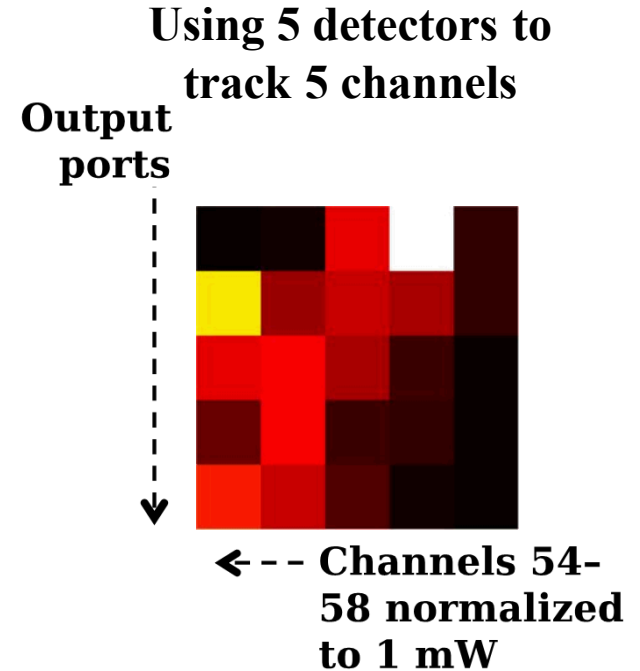 Using 5 detectors to
track 5 channels
Output
ports
Channels 54–
58 normalized
to 1 mW